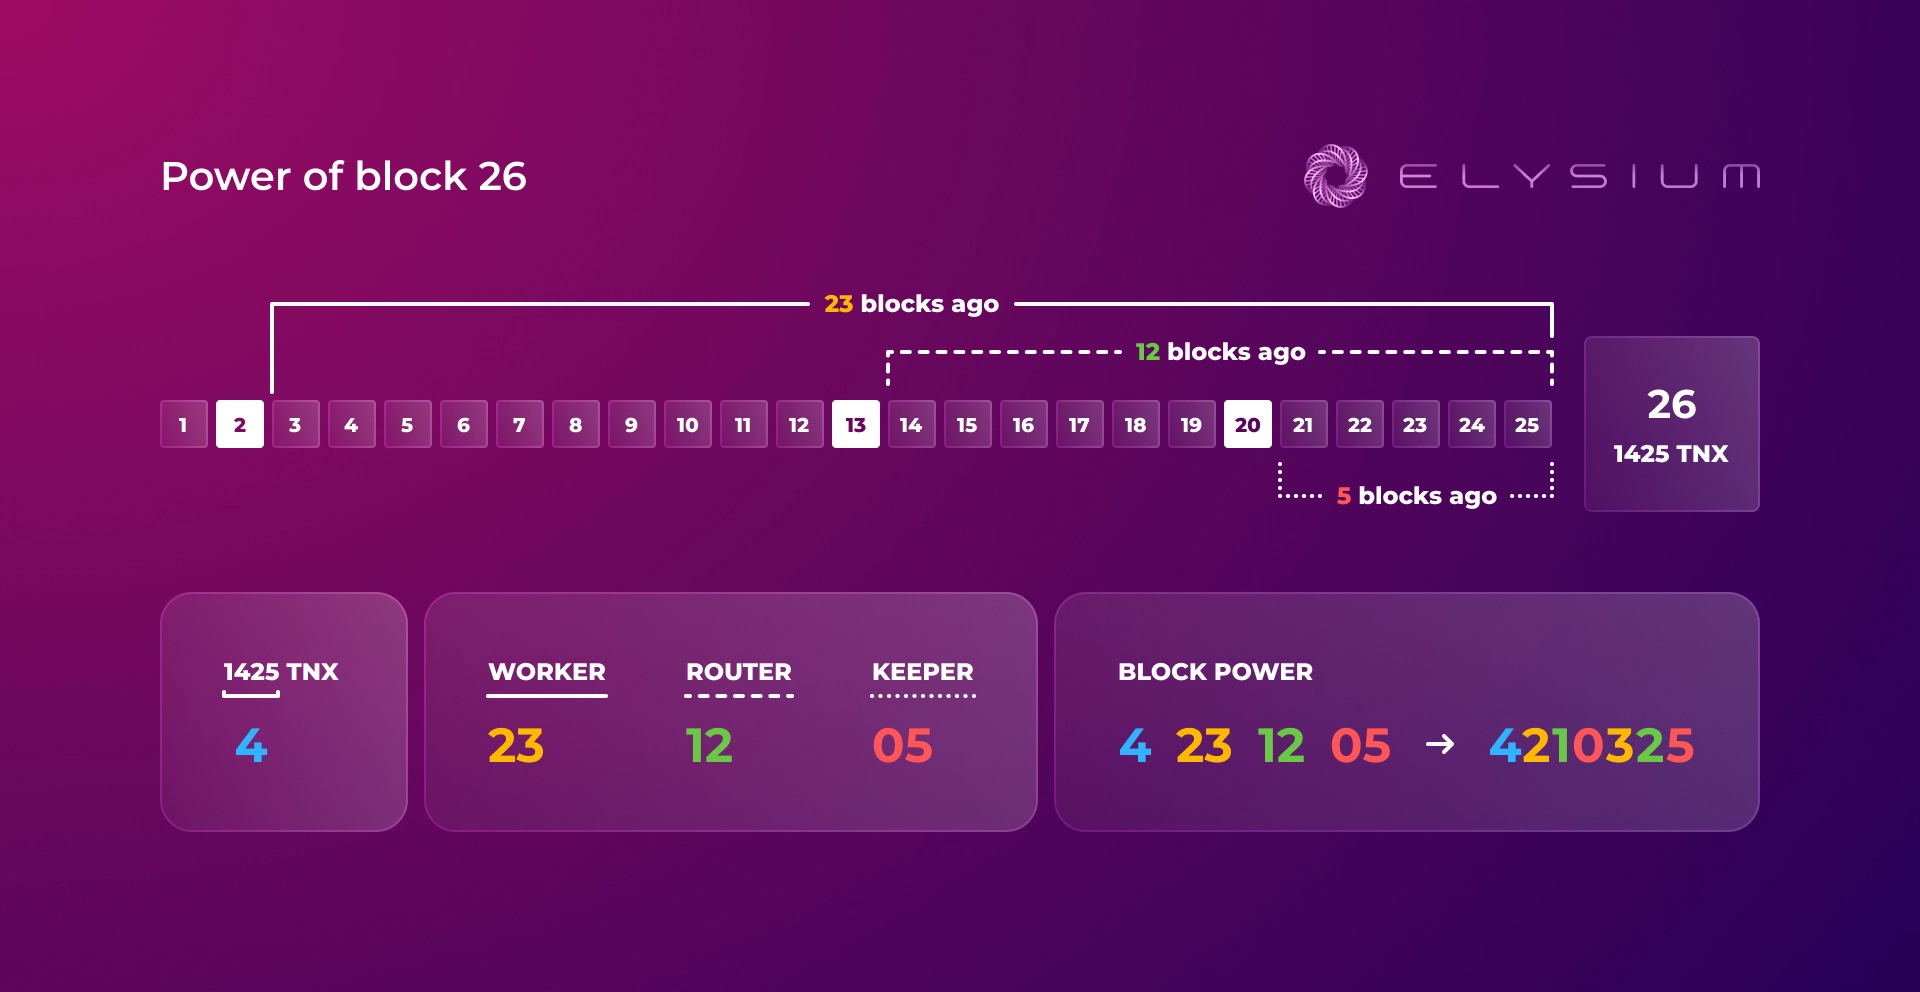 Power of block 26
ELYSIUM
23 blocks ago
12 blocks ago
1 2 3 4 5 6 7 8 9 10 11 12 13 14 15 16 17 18 19 20 21 22 23 24 25
26
1425 TNX
5 blocks ago
1425 TNX
4
WORKER ROUTER KEEPER
23 12 05
BLOCK POWER
4 23 12 05 → 4210325